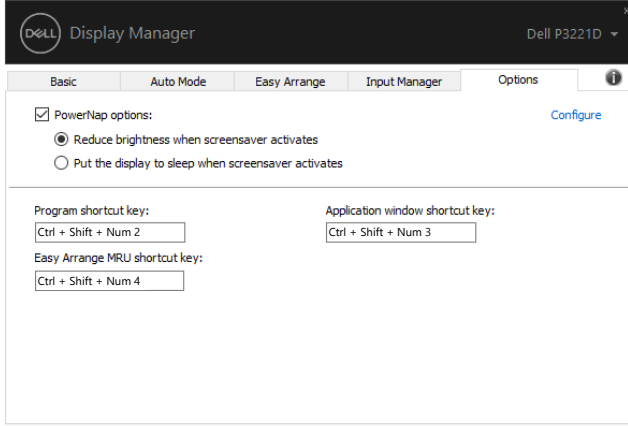 DELL Display Manager
Dell P3221D
Basic Auto Mode Easy Arrange Input Manager Options
PowerNap options:
Configure
Reduce brightness when screensaver activates
Put the display to sleep when screensaver activates
Program shortcut key:
Application window shortcut key:
Ctrl + Shift + Num 2
Ctrl + Shift + Num 3
Easy Arrange MRU shortcut key:
Ctrl + Shift + Num 4